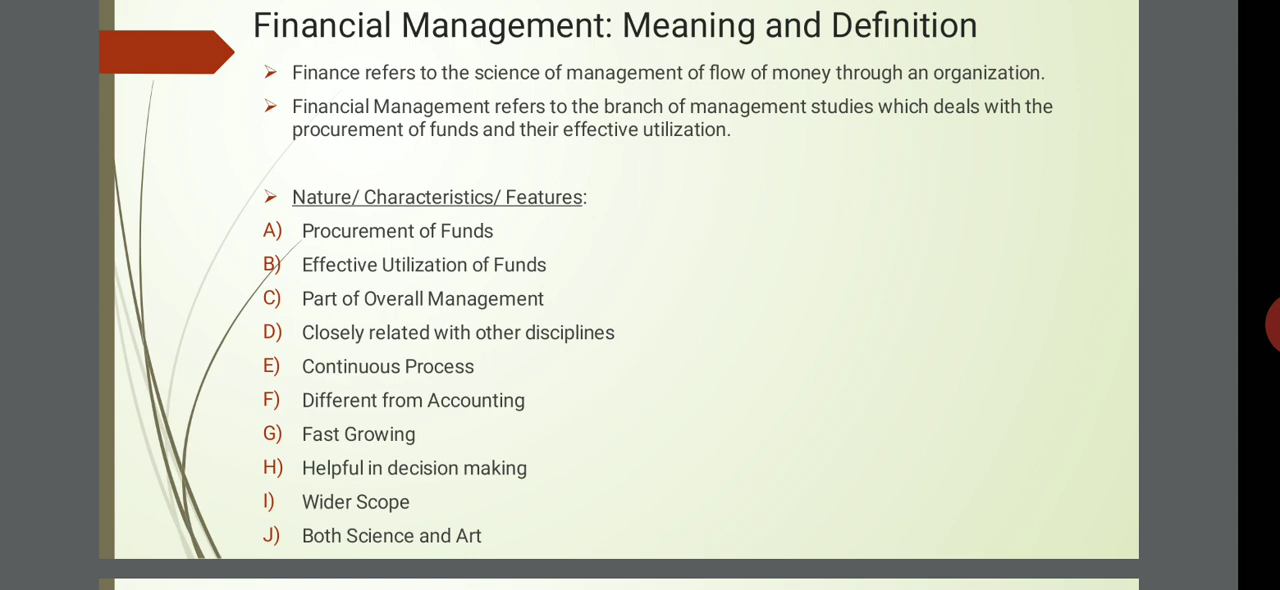 Financial Management: Meaning and Definition
Finance refers to the science of management of flow of money through an organization.
Financial Management refers to the branch of management studies which deals with the
procurement of funds and their effective utilization.
Nature/ Characteristics/ Features:
A) Procurement of Funds
B) Effective Utilization of Funds
C) Part of Overall Management
D) Closely related with other disciplines
E) Continuous Process
F) Different from Accounting
G) Fast Growing
H) Helpful in decision making
I) Wider Scope
J) Both Science and Art